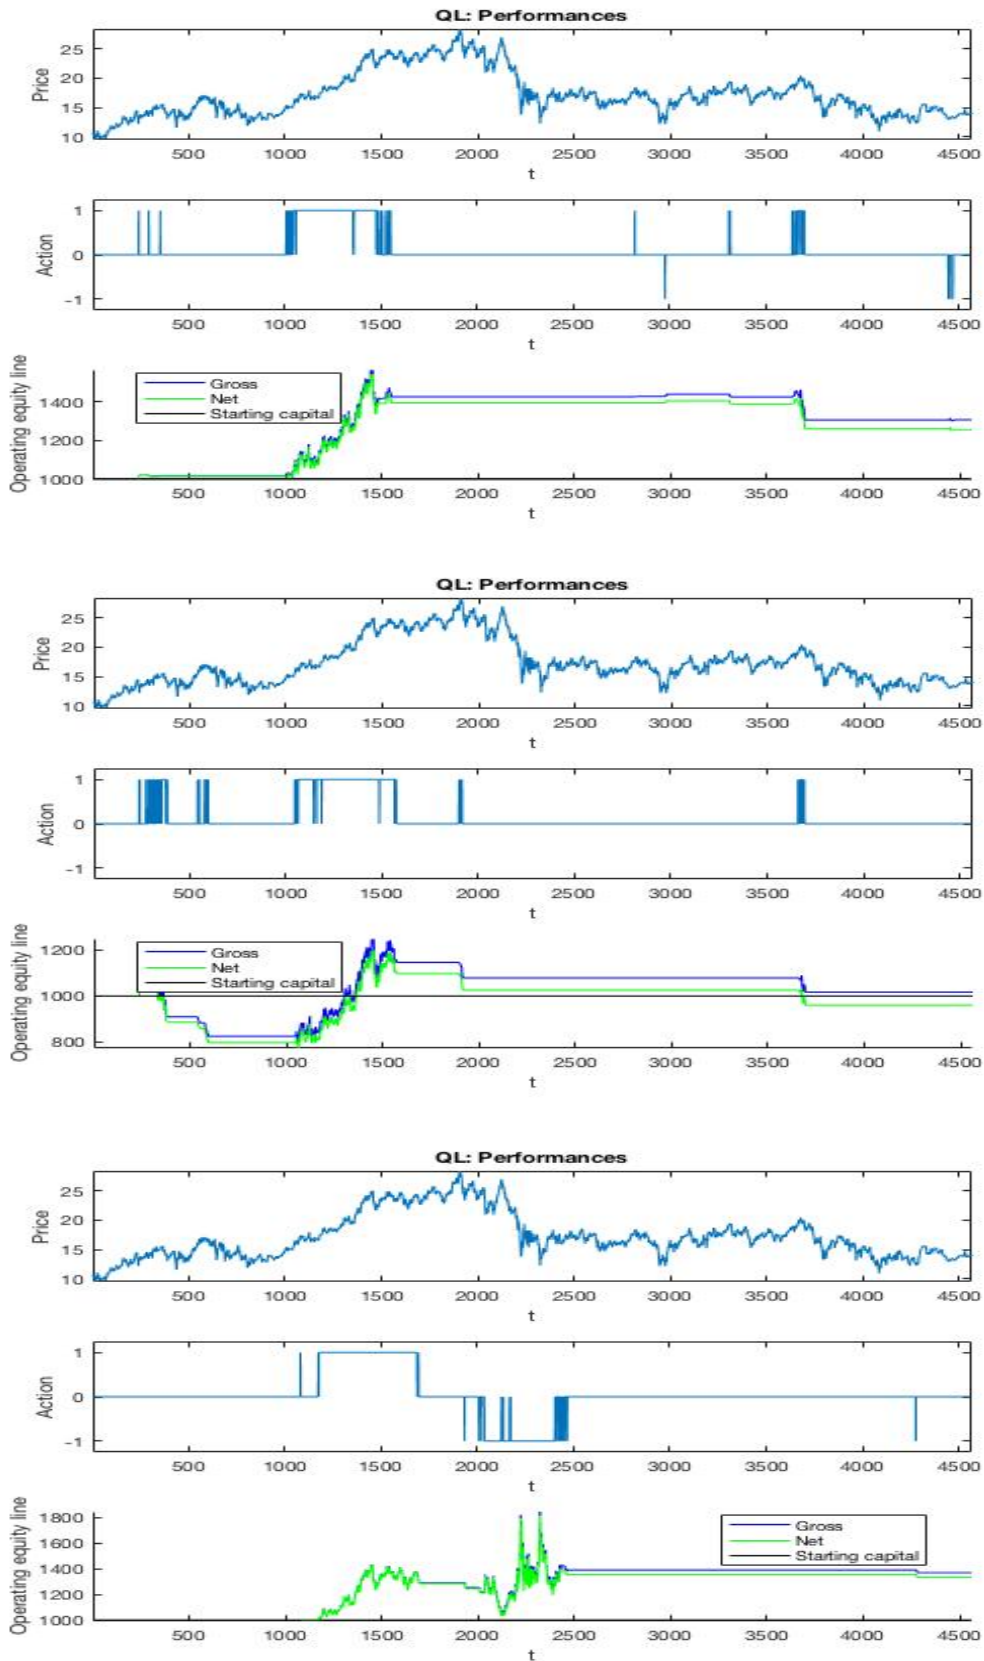 QL: Performances
Price
25
20
15
10
500 1000 1500 2000 2500 3000 3500 4000 4500
t
Action
1
0
-1
500 1000 1500 2000 2500 3000 3500 4000 4500
t
Operating equity line
1400
1200
1000
Gross
Net
Starting capital
500 1000 1500 2000 2500 3000 3500 4000 4500
t
QL: Performances
Price
25
20
15
10
500 1000 1500 2000 2500 3000 3500 4000 4500
t
Action
1
0
-1
500 1000 1500 2000 2500 3000 3500 4000 4500
t
Operating equity line
1200
1000
800
Gross
Net
Starting capital
500 1000 1500 2000 2500 3000 3500 4000 4500
t
QL: Performances
Price
25
20
15
10
500 1000 1500 2000 2500 3000 3500 4000 4500
t
Action
1
0
-1
500 1000 1500 2000 2500 3000 3500 4000 4500
t
Operating equity line
1800
1600
1400
1200
1000
Gross
Net
Starting capital
500 1000 1500 2000 2500 3000 3500 4000 4500
t